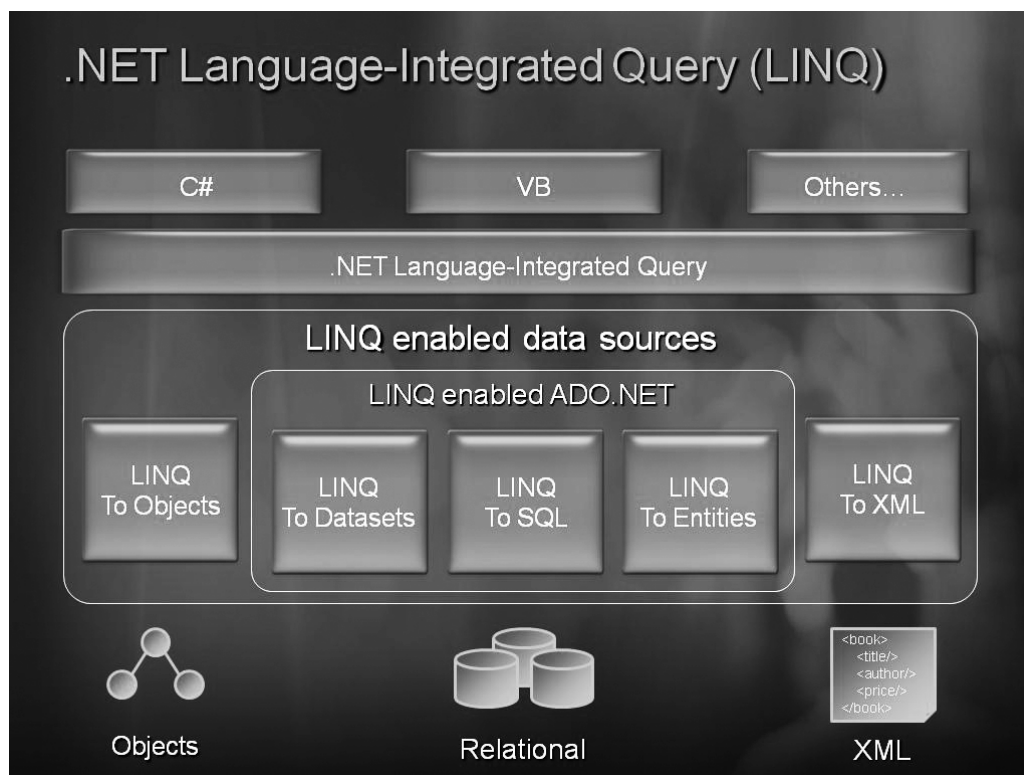 .NET Language-Integrated Query (LINQ)
C#
VB
Others...
.NET Language-Integrated Query
LINQ enabled data sources
LINQ enabled ADO.NET
LINQ
To Objects
LINQ
To Datasets
LINQ
To SQL
LINQ
To Entities
LINQ
To XML
<book>
<title/>
<author/>
<price/>
</book>
Objects
Relational
XML